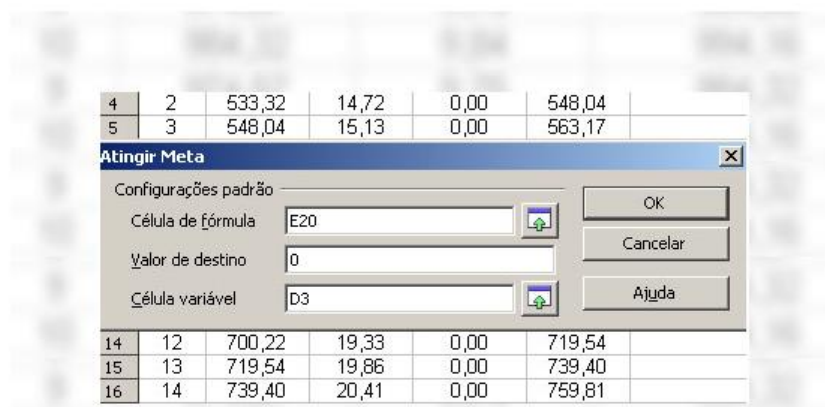 4 2 533,32 14,72 0,00 548,04
5 3 548,04 15,13 0,00 563,17
Atingir Meta
Configurações padrão
OK
Célula de fórmula E20
Cancelar
Valor de destino 0
Célula variável D3
Ajuda
14 12 700,22 19,33 0,00 719,54
15 13 719,54 19,86 0,00 739,40
16 14 739,40 20,41 0,00 759,81